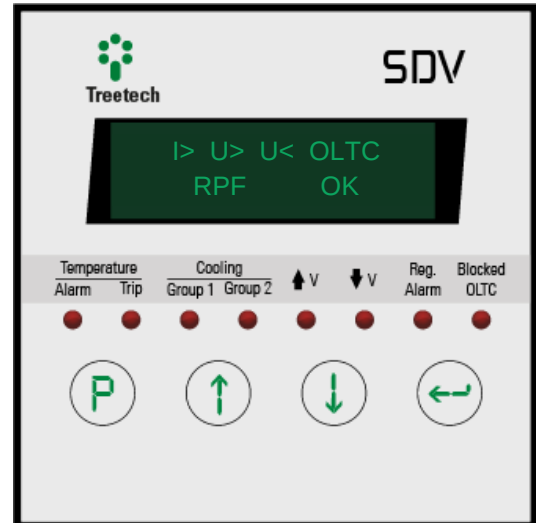 Treetech
SDV
I> U> U< OLTC
RPF OK
Temperature Cooling Reg. Blocked
Alarm Trip Group 1 Group 2 V V Alarm OLTC
P